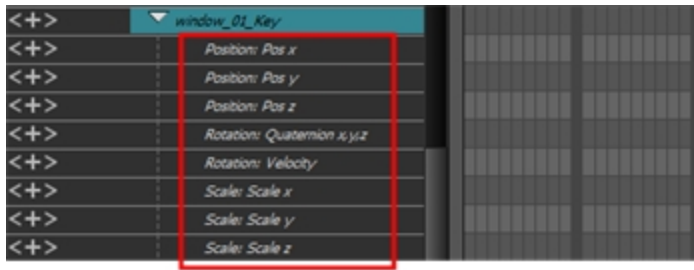 <+> window_01_Key
<+> Position: Pos x
<+> Position: Pos y
<+> Position: Pos z
<+> Rotation: Quaternion x,y,z
<+> Rotation: Velocity
<+> Scale: Scale x
<+> Scale: Scale y
<+> Scale: Scale z